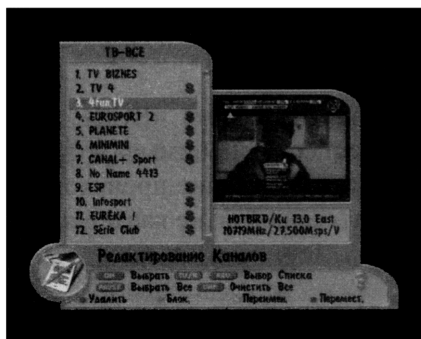 ТВ-ВСЕ
1. TV BIZNES
2. TV 4
3. 4fun TV
4. EUROSPORT 2
5. PLANETE
6. MINIMINI
7. CANAL+ Sport
8. No Name 4413
9. ESP
10. Infosport
11. EUREKA !
12. Série Club
HOTBIRD/Ku 13.0 East
10719MHz/27,500Msps/V
Редактирование Каналов
OK Выбрать Выбор Списка
PAUSE Выбрать Все Очистить Все
Удалить Блок. Переимен. Перемест.